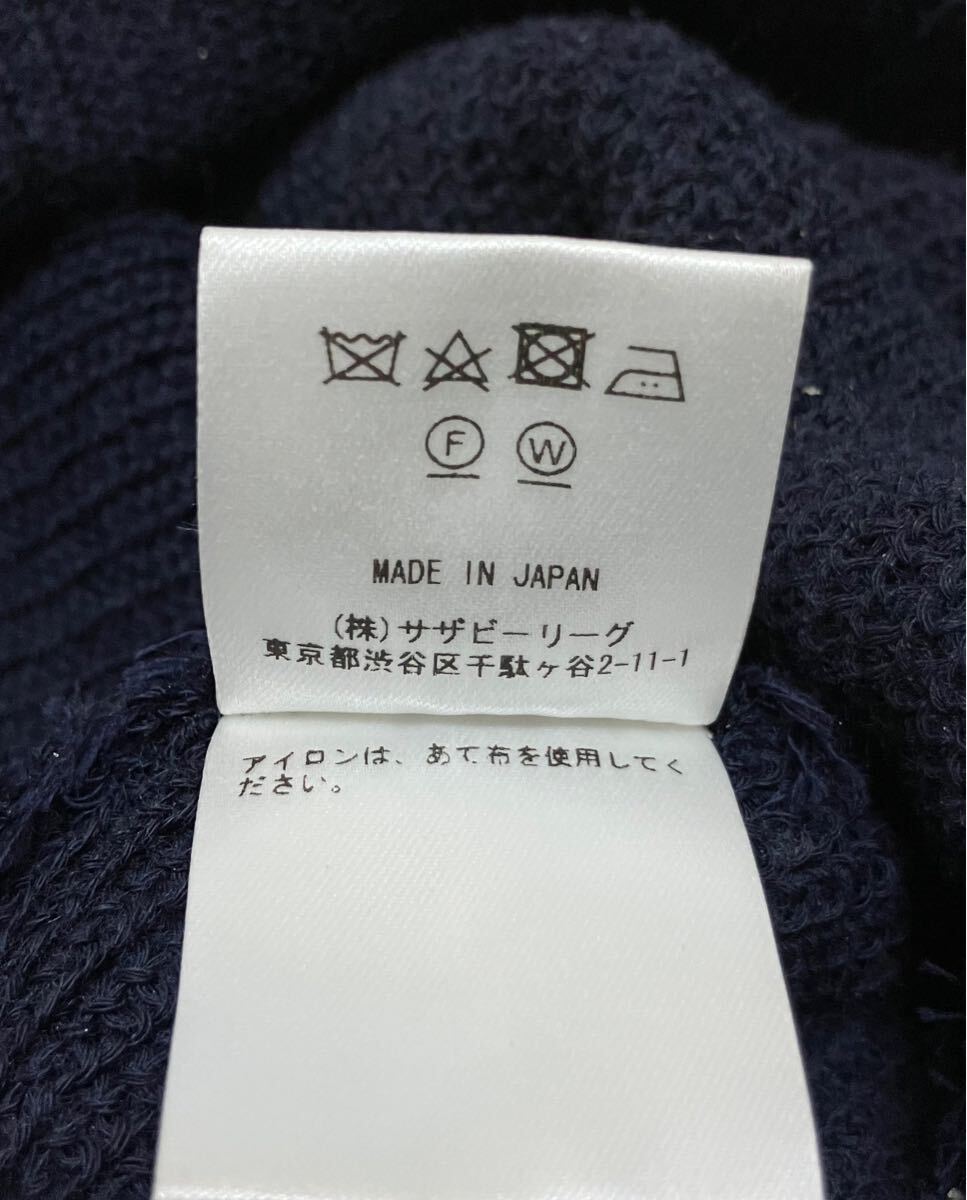 F W
MADE IN JAPAN
(株)サザビーリーグ
東京都渋谷区千駄ヶ谷2-11-1
アイロンは、あて布を使用してく
ださい。